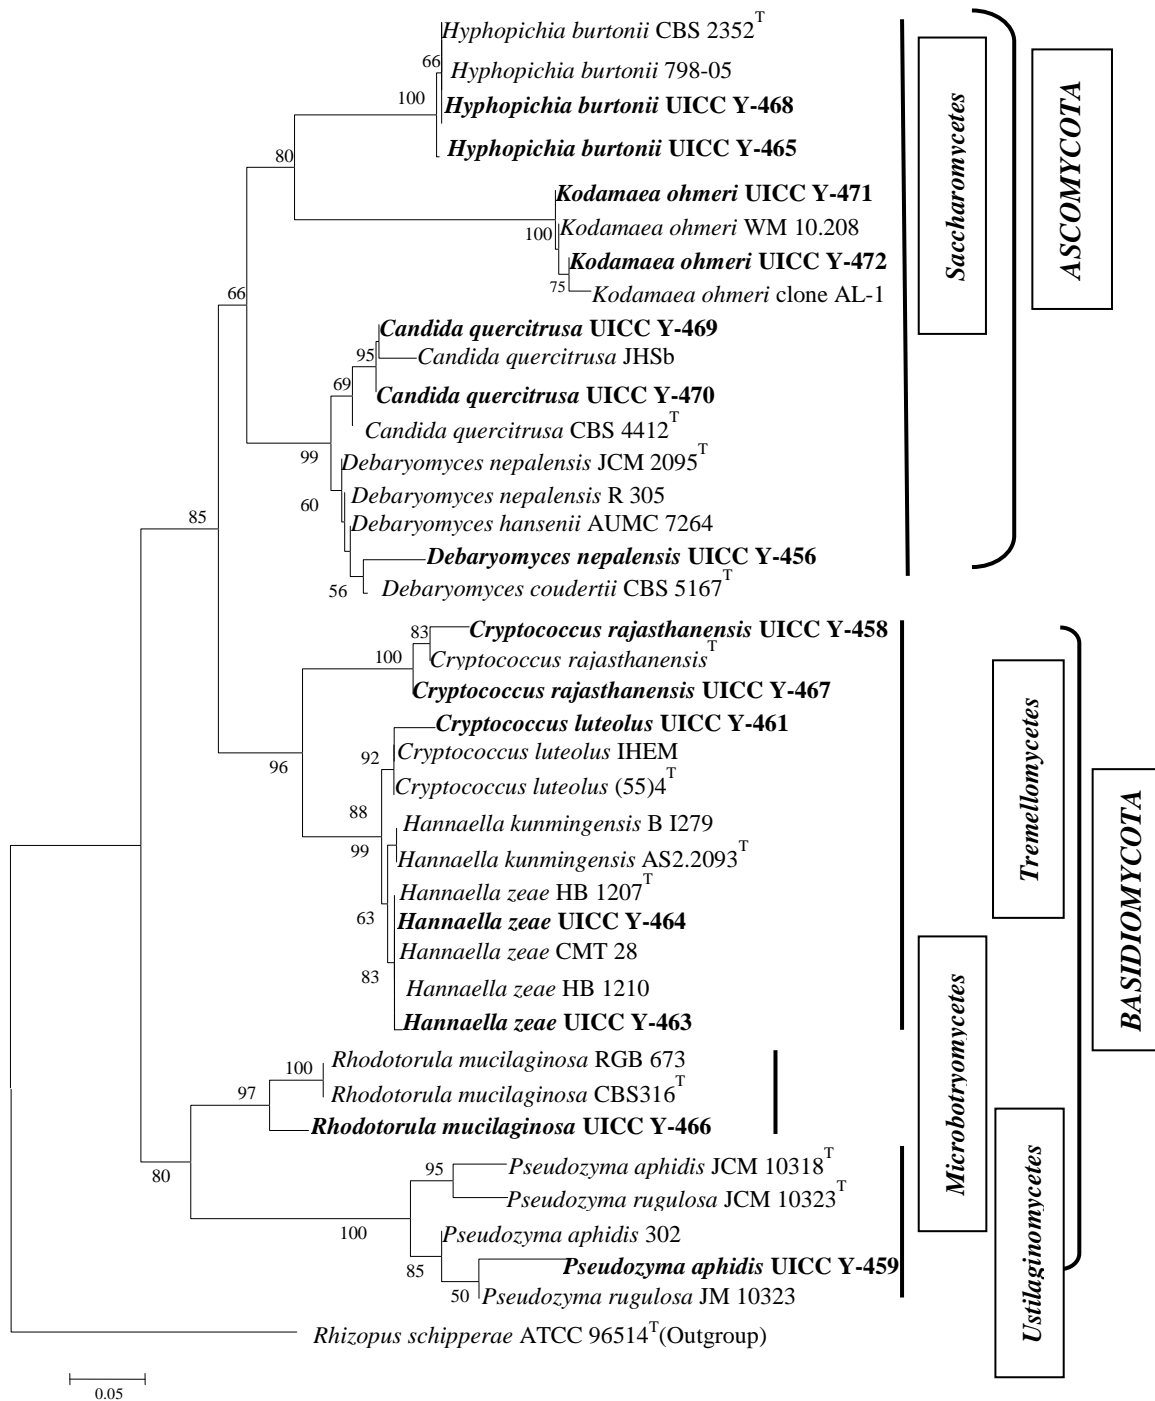 Hyphopichia burtonii CBS 2352T
66
Hyphopichia burtonii 798-05
100
Hyphopichia burtonii UICC Y-468
Hyphopichia burtonii UICC Y-465
80
Kodamaea ohmeri UICC Y-471
Kodamaea ohmeri WM 10.208
100
Kodamaea ohmeri UICC Y-472
75
Kodamaea ohmeri clone AL-1
66
Candida quercitrusa UICC Y-469
95
Candida quercitrusa JHSb
69
Candida quercitrusa UICC Y-470
Candida quercitrusa CBS 4412T
99
Debaryomyces nepalensis JCM 2095T
Debaryomyces nepalensis R 305
60
Debaryomyces hansenii AUMC 7264
85
Debaryomyces nepalensis UICC Y-456
56
Debaryomyces coudertii CBS 5167T
Saccharomycetes
ASCOMYCOTA
83
Cryptococcus rajasthanensis UICC Y-458
100
Cryptococcus rajasthanensisT
Cryptococcus rajasthanensis UICC Y-467
Cryptococcus luteolus UICC Y-461
92
Cryptococcus luteolus IHEM
96
Cryptococcus luteolus (55)4T
88
Hannaella kunmingensis B I279
99
Hannaella kunmingensis AS2.2093T
Hannaella zeae HB 1207T
63
Hannaella zeae UICC Y-464
Hannaella zeae CMT 28
83
Hannaella zeae HB 1210
Hannaella zeae UICC Y-463
Tremellomycetes
BASIDIOMYCOTA
Rhodotorula mucilaginosa RGB 673
100
97
Rhodotorula mucilaginosa CBS316T
Rhodotorula mucilaginosa UICC Y-466
Microbotryomycetes
80
Pseudozyma aphidis JCM 10318T
95
Pseudozyma rugulosa JCM 10323T
100
Pseudozyma aphidis 302
85
Pseudozyma aphidis UICC Y-459
50
Pseudozyma rugulosa JM 10323
Ustilaginomycetes
Rhizopus schipperae ATCC 96514T(Outgroup)
0.05